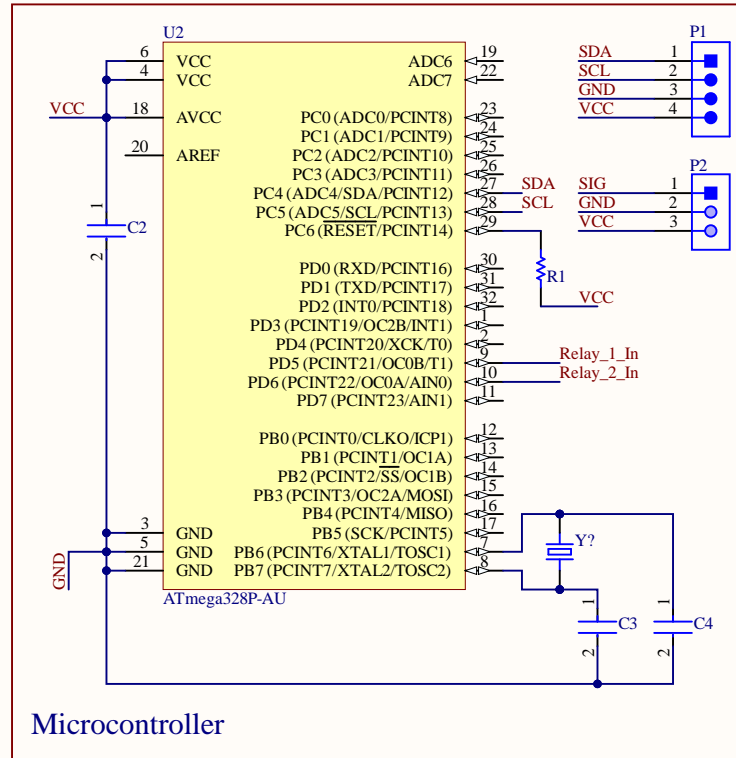 U2
6 VCC
4 VCC
VCC 18 AVCC
20 AREF
1
C2
2
3 GND
5 GND
GND
21 GND
ADC6 19
ADC7 22
PC0 (ADC0/PCINT8) 23
PC1 (ADC1/PCINT9) 24
PC2 (ADC2/PCINT10) 25
PC3 (ADC3/PCINT11) 26
PC4 (ADC4/SDA/PCINT12) 27 SDA
PC5 (ADC5/SCL/PCINT13) 28 SCL
PC6 (RESET/PCINT14) 29
R1
VCC
PD0 (RXD/PCINT16) 30
PD1 (TXD/PCINT17) 31
PD2 (INT0/PCINT18) 32
PD3 (PCINT19/OC2B/INT1) 1
PD4 (PCINT20/XCK/T0) 2
PD5 (PCINT21/OC0B/T1) 9 Relay_1_In
PD6 (PCINT22/OC0A/AIN0) 10 Relay_2_In
PD7 (PCINT23/AIN1) 11
PB0 (PCINT0/CLKO/ICP1) 12
PB1 (PCINT1/OC1A) 13
PB2 (PCINT2/SS/OC1B) 14
PB3 (PCINT3/OC2A/MOSI) 15
PB4 (PCINT4/MISO) 16
PB5 (SCK/PCINT5) 17
PB6 (PCINT6/XTAL1/TOSC1) 7
PB7 (PCINT7/XTAL2/TOSC2) 8
ATmega328P-AU
P1
SDA 1
SCL 2
GND 3
VCC 4
P2
SIG 1
GND 2
VCC 3
Y?
1
C3
2
1
C4
2
Microcontroller